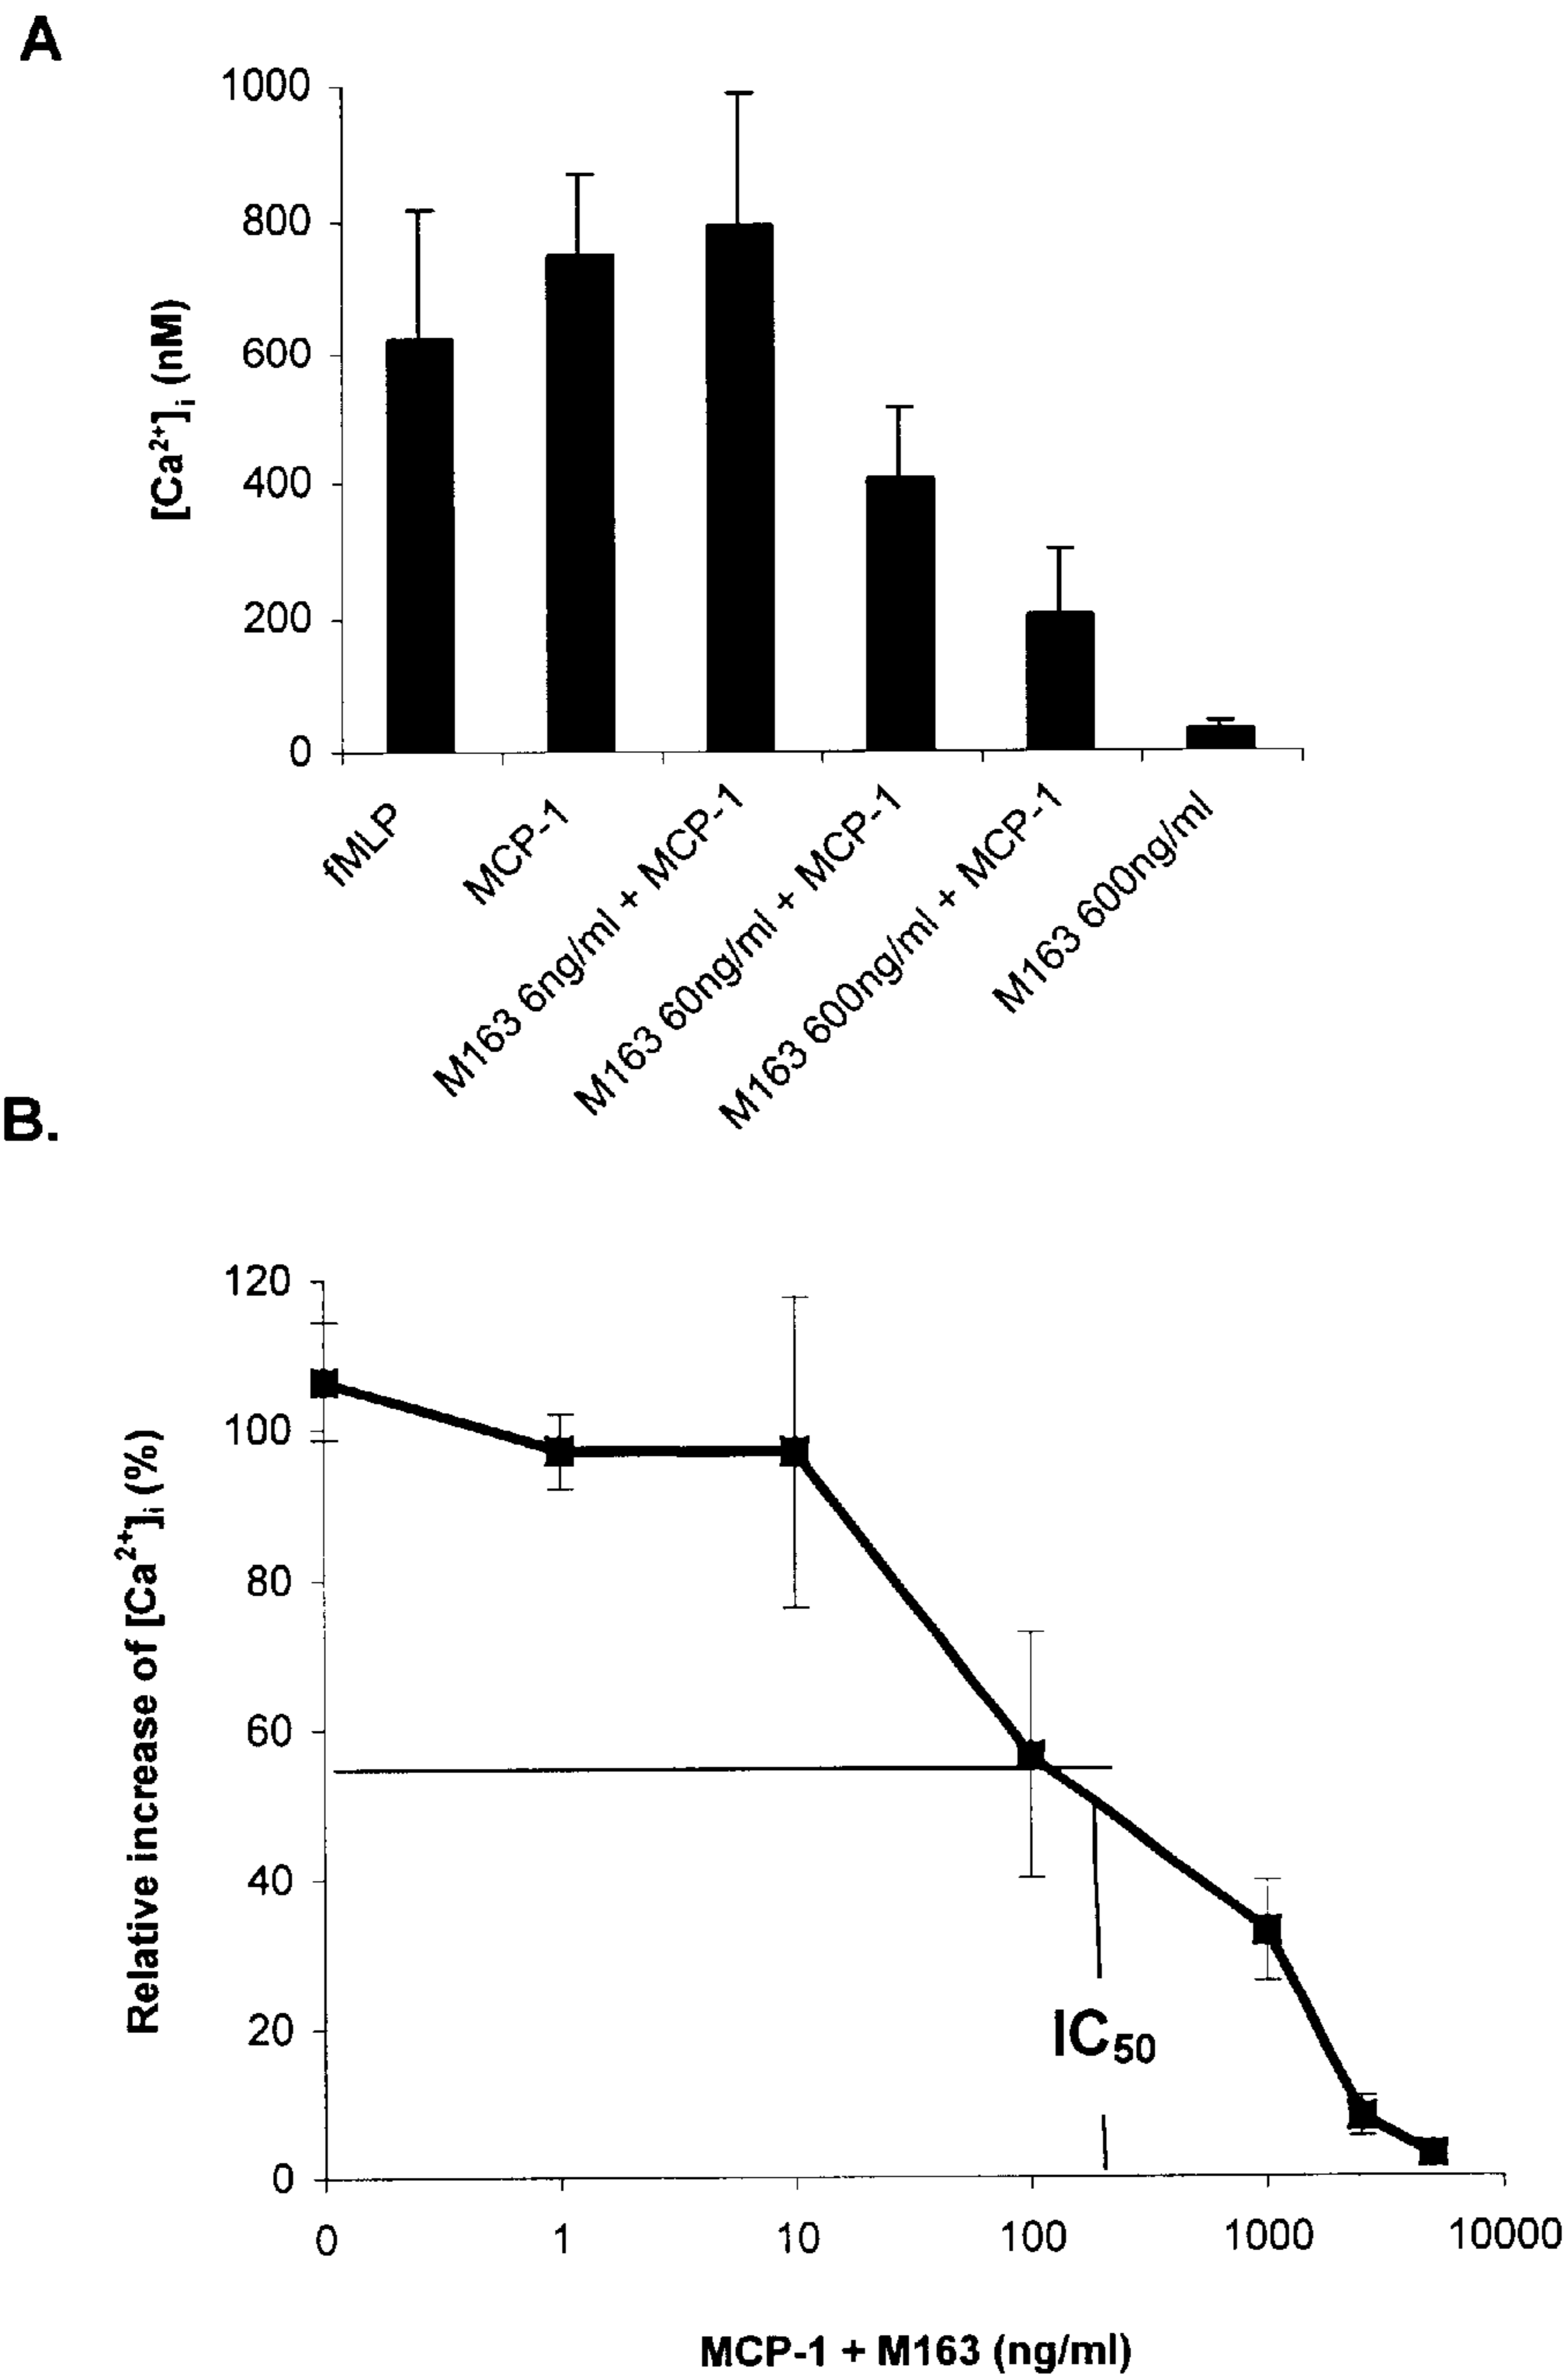 A
1000
800
600
400
200
0
[Ca²⁺]ᵢ (nM)
fMLP
MCP-1
M163 6ng/ml + MCP-1
M163 60ng/ml + MCP-1
M163 600ng/ml + MCP-1
M163 600ng/ml
B.
120
100
80
60
40
20
0
Relative increase of [Ca²⁺]ᵢ (%)
IC₅₀
0 1 10 100 1000 10000
MCP-1 + M163 (ng/ml)